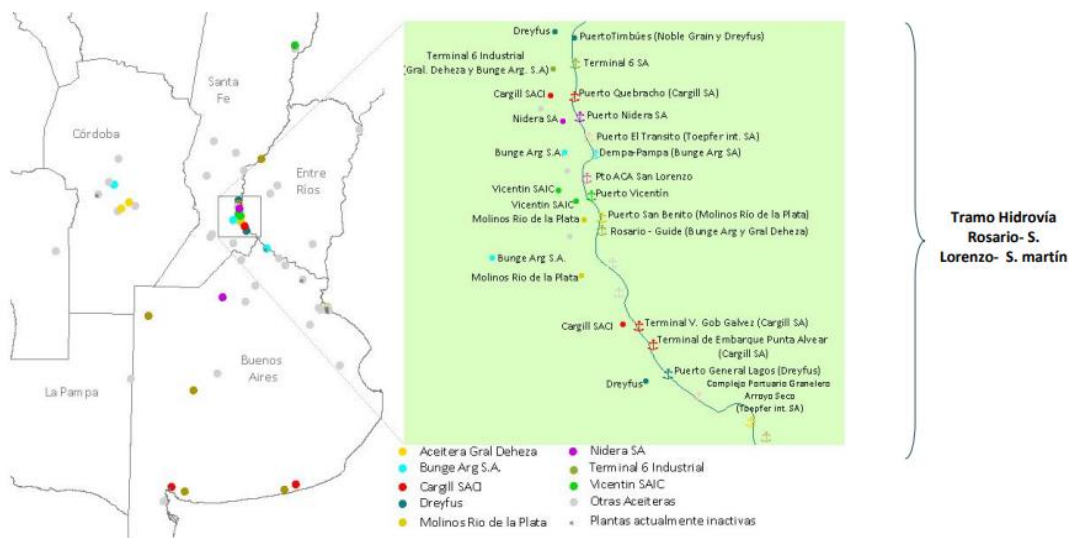 Santa
Fe
Córdoba
Entre
Ríos
Buenos
Aires
La Pampa
Dreyfus
PuertoTimbúes (Noble Grain y Dreyfus)
Terminal 6 Industrial
(Gral. Deheza y Bunge Arg. S.A)
Terminal 6 SA
Cargill SACI
Puerto Quebracho (Cargill SA)
Nidera SA
Puerto Nidera SA
Puerto El Transito (Toepfer int. SA)
Bunge Arg S.A
Dempa-Pampa (Bunge Arg SA)
Pto ACA San Lorenzo
Vicentin SAIC
Puerto Vicentín
Vicentin SAIC
Molinos Rio de la Plata
Puerto San Benito (Molinos Río de la Plata)
Rosario - Guide (Bunge Arg y Gral Deheza)
Bunge Arg S.A.
Molinos Rio de la Plata
Cargill SACI
Terminal V. Gob Galvez (Cargill SA)
Terminal de Embarque Punta Alvear
(Cargill SA)
Puerto General Lagos (Dreyfus)
Dreyfus
Complejo Portuario Granelero
Arroyo Seco
(Toepfer int. SA)
Tramo Hidrovía
Rosario- S.
Lorenzo- S. martín
Aceitera Gral Deheza
Bunge Arg S.A.
Cargill SACI
Dreyfus
Molinos Rio de la Plata
Nidera SA
Terminal 6 Industrial
Vicentin SAIC
Otras Aceiteras
Plantas actualmente inactivas